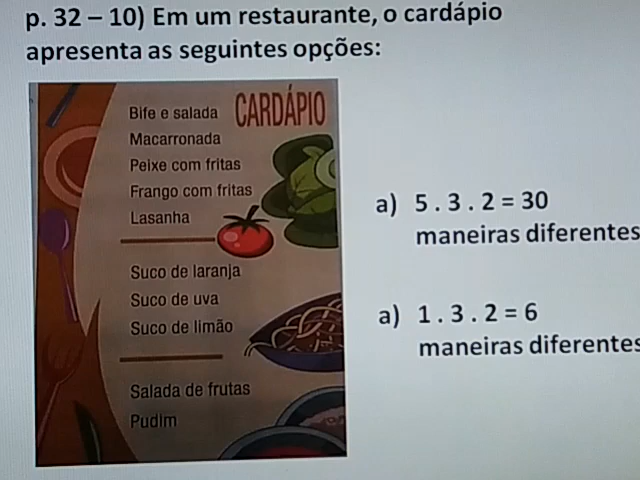 p. 32 – 10) Em um restaurante, o cardápio
apresenta as seguintes opções:
CARDÁPIO
Bife e salada
Macarronada
Peixe com fritas
Frango com fritas
Lasanha
Suco de laranja
Suco de uva
Suco de limão
Salada de frutas
Pudim
a) 5 . 3 . 2 = 30
maneiras diferentes
a) 1 . 3 . 2 = 6
maneiras diferentes